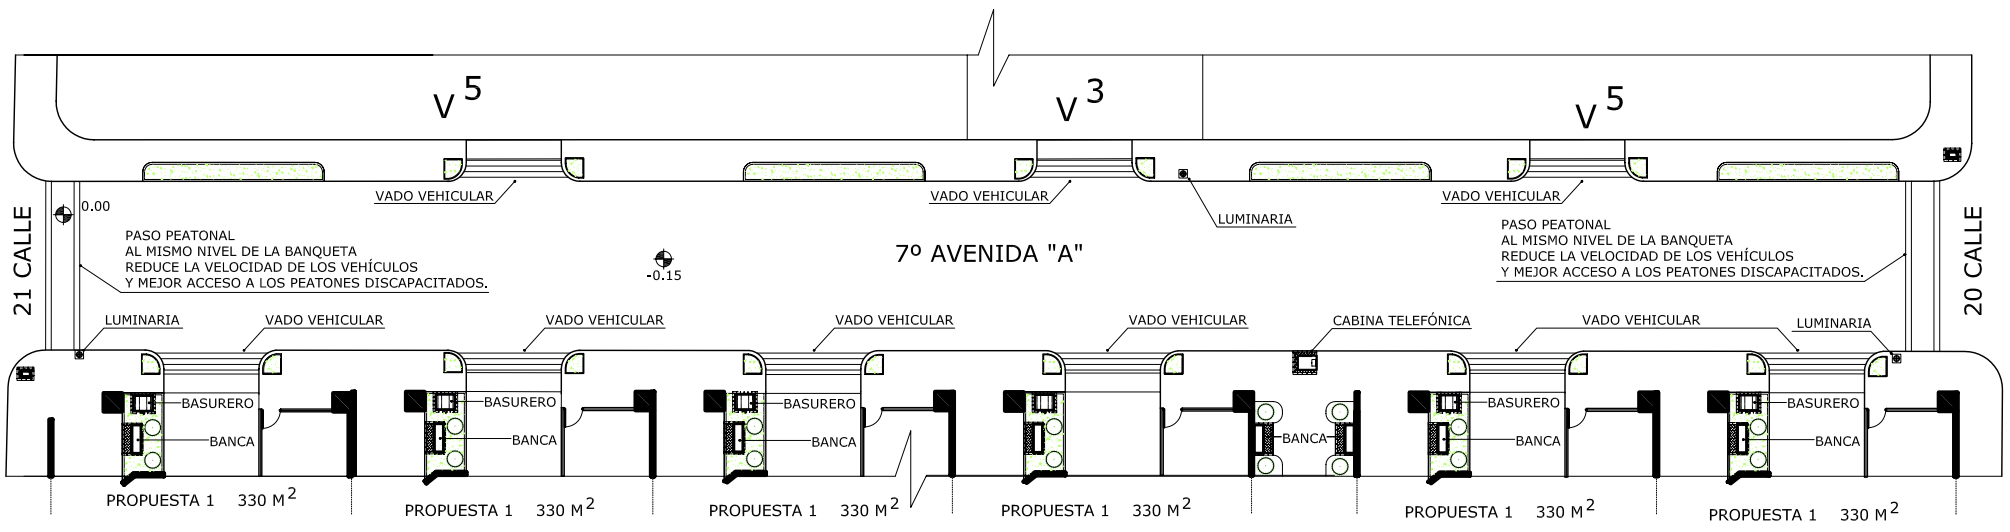 V 5
V 3
V 5
VADO VEHICULAR
VADO VEHICULAR
VADO VEHICULAR
LUMINARIA
21 CALLE
0.00
PASO PEATONAL
AL MISMO NIVEL DE LA BANQUETA
REDUCE LA VELOCIDAD DE LOS VEHÍCULOS
Y MEJOR ACCESO A LOS PEATONES DISCAPACITADOS.
-0.15
7º AVENIDA "A"
PASO PEATONAL
AL MISMO NIVEL DE LA BANQUETA
REDUCE LA VELOCIDAD DE LOS VEHÍCULOS
Y MEJOR ACCESO A LOS PEATONES DISCAPACITADOS.
20 CALLE
LUMINARIA
VADO VEHICULAR
VADO VEHICULAR
VADO VEHICULAR
VADO VEHICULAR
CABINA TELEFÓNICA
VADO VEHICULAR
LUMINARIA
BASURERO
BASURERO
BASURERO
BASURERO
BASURERO
BANCA
BANCA
BANCA
BANCA
BANCA
BANCA
PROPUESTA 1 330 M2
PROPUESTA 1 330 M2
PROPUESTA 1 330 M2
PROPUESTA 1 330 M2
PROPUESTA 1 330 M2
PROPUESTA 1 330 M2